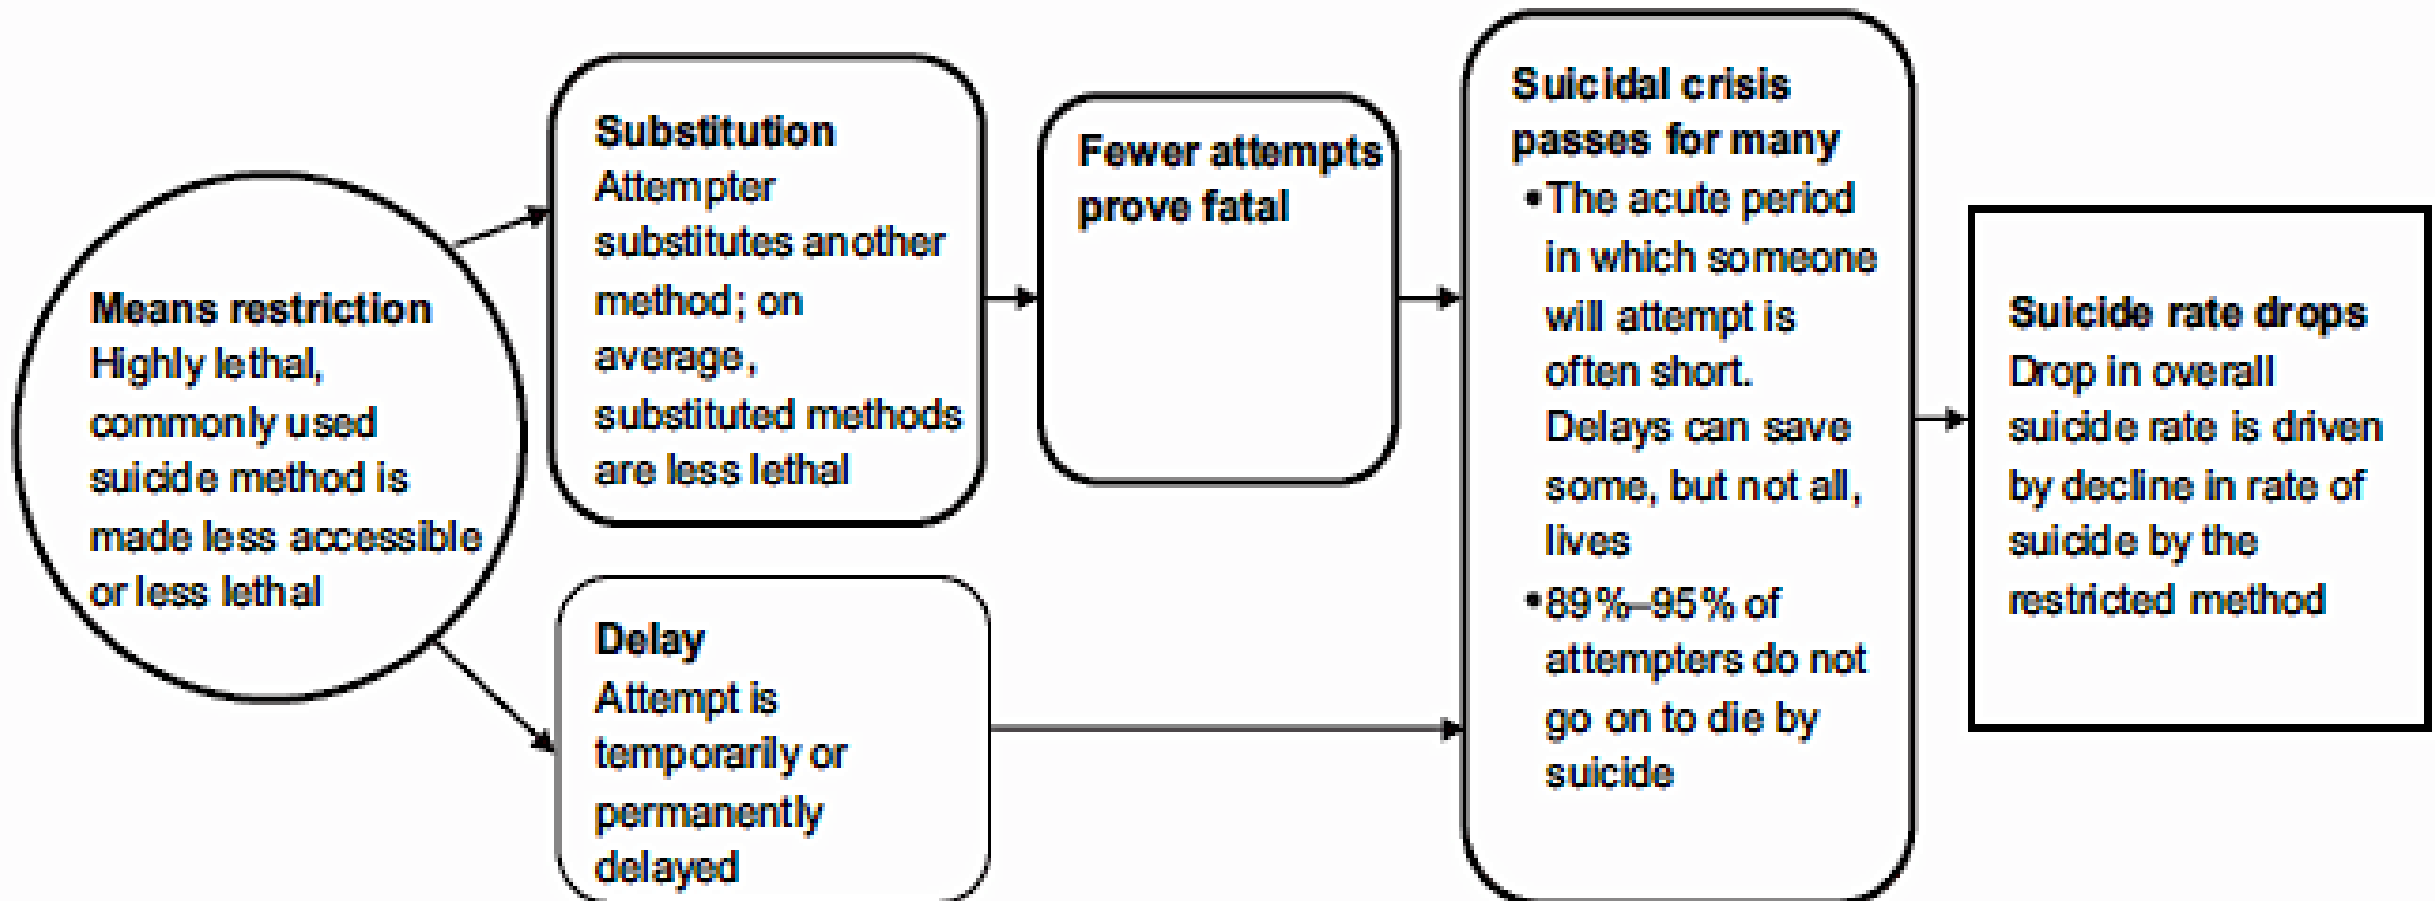 Means restriction
Highly lethal,
commonly used
suicide method is
made less accessible
or less lethal
Substitution
Attempter
substitutes another
method; on
average,
substituted methods
are less lethal
Delay
Attempt is
temporarily or
permanently
delayed
Fewer attempts
prove fatal
Suicidal crisis
passes for many
•The acute period
in which someone
will attempt is
often short.
Delays can save
some, but not all,
lives
•89%–95% of
attempters do not
go on to die by
suicide
Suicide rate drops
Drop in overall
suicide rate is driven
by decline in rate of
suicide by the
restricted method